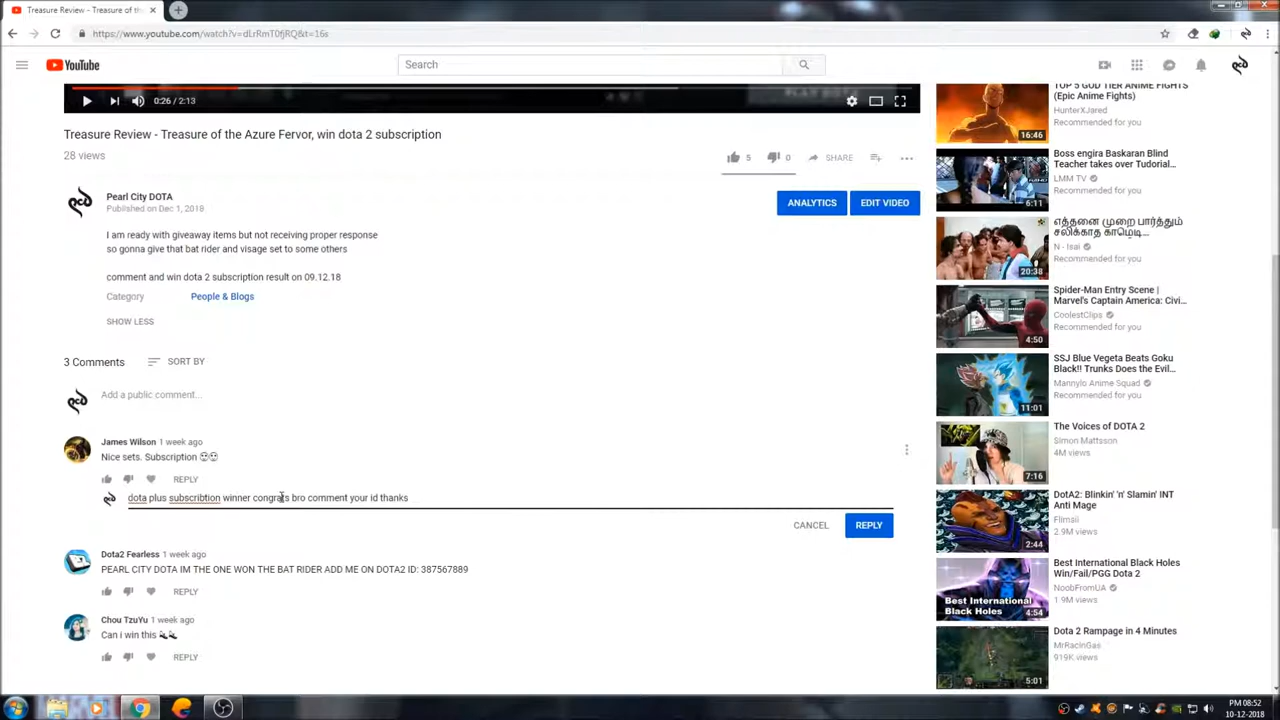 Treasure Review - Treasure of t
https://www.youtube.com/watch?v=dLrRmT0fjRQ&t=16s
YouTube
Search
0:26 / 2:13
Treasure Review - Treasure of the Azure Fervor, win dota 2 subscription
28 views
5
0
SHARE
Pearl City DOTA
Published on Dec 1, 2018
ANALYTICS
EDIT VIDEO
I am ready with giveaway items but not receiving proper response
so gonna give that bat rider and visage set to some others
comment and win dota 2 subscription result on 09.12.18
Category
People & Blogs
SHOW LESS
3 Comments
SORT BY
Add a public comment...
James Wilson 1 week ago
Nice sets. Subscription
REPLY
dota plus subscribtion winner congrats bro comment your id thanks
CANCEL
REPLY
Dota2 Fearless 1 week ago
PEARL CITY DOTA IM THE ONE WON THE BAT RIDER ADD ME ON DOTA2 ID: 387567889
REPLY
Chou TzuYu 1 week ago
Can i win this
REPLY
TOP 5 GOD TIER ANIME FIGHTS
(Epic Anime Fights)
HunterXJared
Recommended for you
16:46
Boss engira Baskaran Blind
Teacher takes over Tudorial...
LMM TV
Recommended for you
6:11
எத்தனை முறை பார்த்தும்
சலிக்காத காமெடி...
N - Isai
Recommended for you
20:38
Spider-Man Entry Scene |
Marvel's Captain America: Civi...
CoolestClips
Recommended for you
4:50
SSJ Blue Vegeta Beats Goku
Black!! Trunks Does the Evil...
Mannylo Anime Squad
Recommended for you
11:01
The Voices of DOTA 2
Simon Mattsson
4M views
7:16
DotA2: Blinkin' 'n' Slamin' INT
Anti Mage
Flimsii
2.9M views
2:44
Best International Black Holes
Win/Fail/PGG Dota 2
NoobFromUA
1.9M views
Best International
Black Holes
4:54
Dota 2 Rampage in 4 Minutes
MrRacinGas
919K views
5:01
PM 08:52
10-12-2018